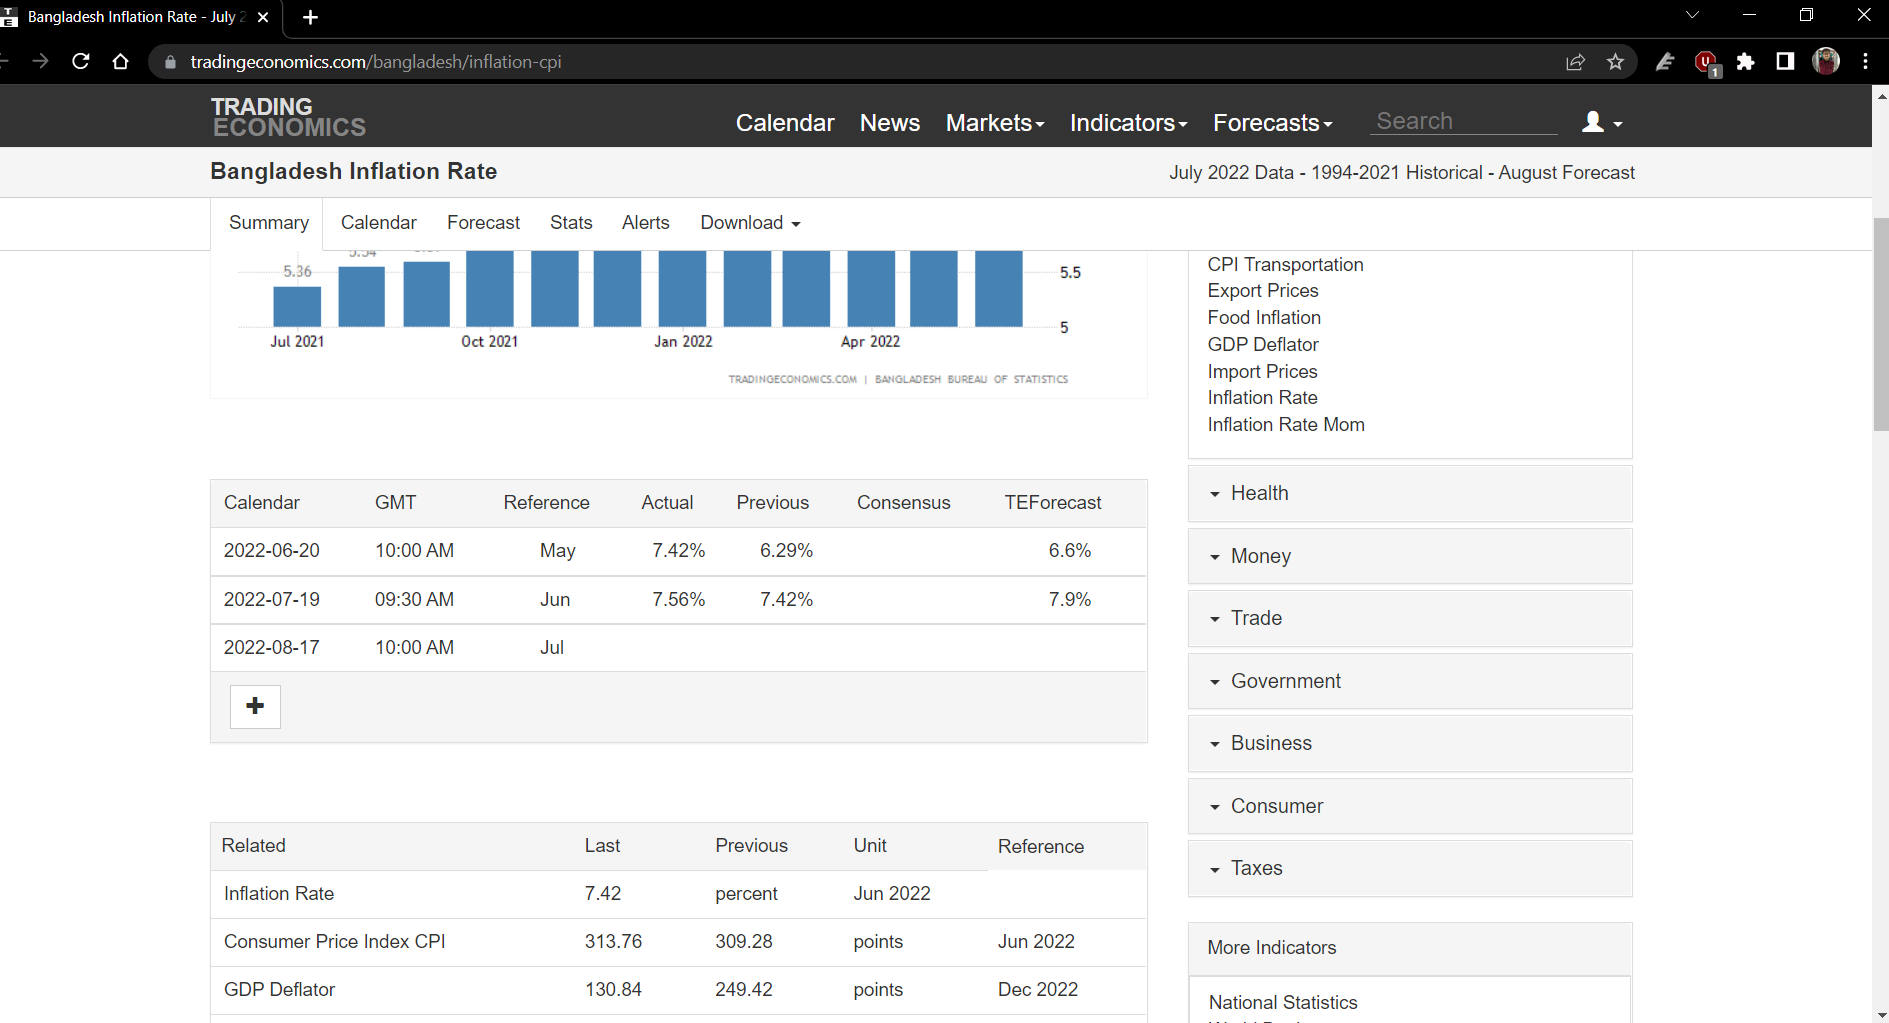 Bangladesh Inflation Rate - July 2
tradingeconomics.com/bangladesh/inflation-cpi
1
TRADING
ECONOMICS
Calendar News Markets Indicators Forecasts Search
Bangladesh Inflation Rate
July 2022 Data - 1994-2021 Historical - August Forecast
Summary Calendar Forecast Stats Alerts Download
5.36
5.54
5.5
5
Jul 2021 Oct 2021 Jan 2022 Apr 2022
TRADINGECONOMICS.COM | BANGLADESH BUREAU OF STATISTICS
Calendar GMT Reference Actual Previous Consensus TEForecast
2022-06-20 10:00 AM May 7.42% 6.29% 6.6%
2022-07-19 09:30 AM Jun 7.56% 7.42% 7.9%
2022-08-17 10:00 AM Jul
Related Last Previous Unit Reference
Inflation Rate 7.42 percent Jun 2022
Consumer Price Index CPI 313.76 309.28 points Jun 2022
GDP Deflator 130.84 249.42 points Dec 2022
CPI Transportation
Export Prices
Food Inflation
GDP Deflator
Import Prices
Inflation Rate
Inflation Rate Mom
Health
Money
Trade
Government
Business
Consumer
Taxes
More Indicators
National Statistics